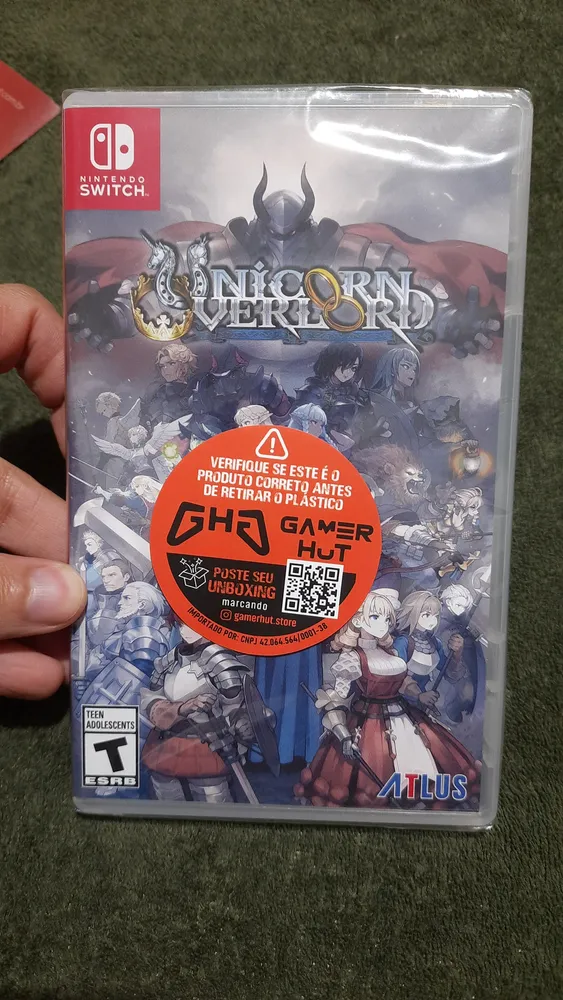 NINTENDO
SWITCH
UNICORN
OVERLORD
VERIFIQUE SE ESTE É O
PRODUTO CORRETO ANTES
DE RETIRAR O PLÁSTICO
GHG
GAMER
HUT
POSTE SEU
UNBOXING
marcando
gamerhut.store
IMPORTADO POR: CNPJ 42.064.564/0001-38
TEEN
ADOLESCENTS
T
ESRB
ATLUS